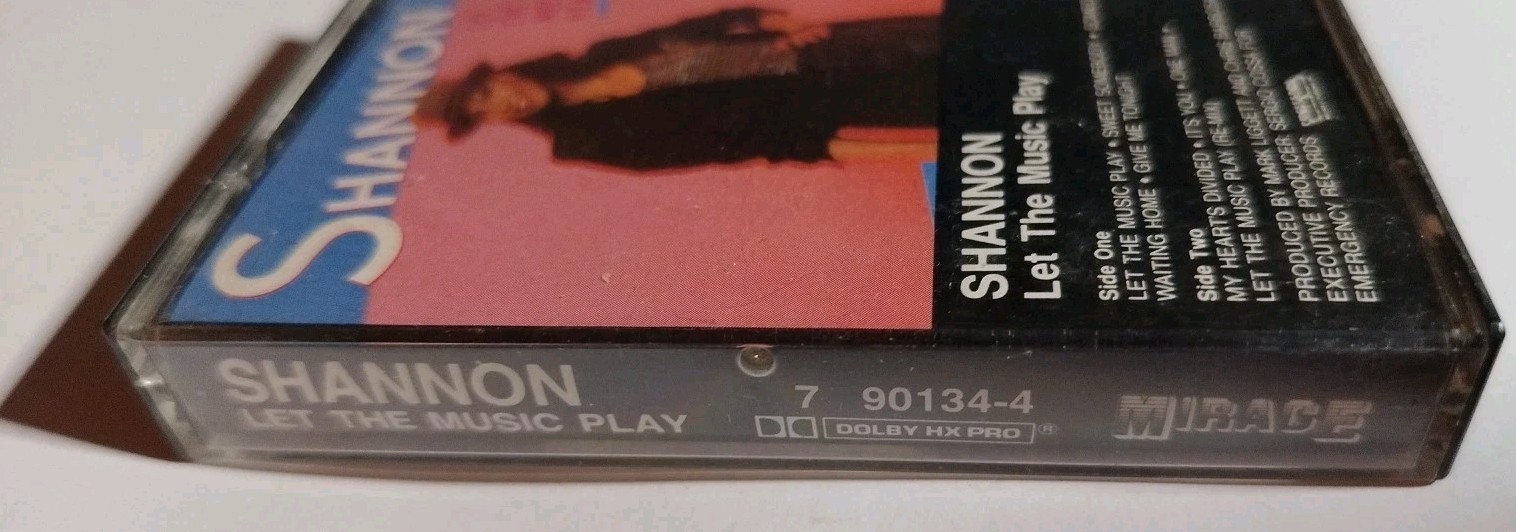 SHANNON
SHANNON
Let The Music Play
Side One
LET THE MUSIC PLAY • SWEET SOMEBODY •
WAITING HOME • GIVE ME TONIGHT
Side Two
MY HEART'S DIVIDED • IT'S YOU • ONE MAN •
LET THE MUSIC PLAY (RE-MIX)
PRODUCED BY MARK LIGGETT AND CHRIS BARBOSA
EXECUTIVE PRODUCER SERGIO COSSA FOR
EMERGENCY RECORDS
SHANNON
LET THE MUSIC PLAY
7 90134-4
DOLBY HX PRO ®
MIRAGE